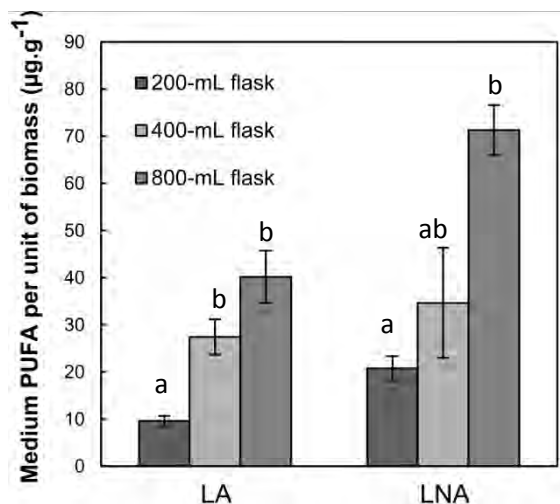 Medium PUFA per unit of biomass (µg.g⁻¹)
90
80
70
60
50
40
30
20
10
0
200-mL flask
400-mL flask
800-mL flask
a
b
b
a
ab
b
LA
LNA